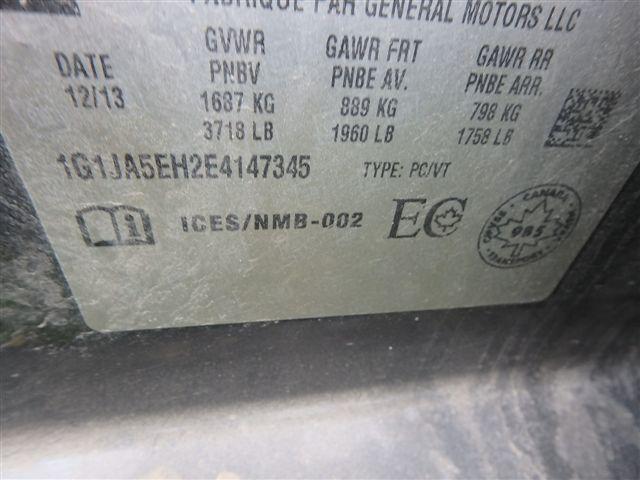 FABRIQUE PAR GENERAL MOTORS LLC
DATE
12/13
GVWR
PNBV
1687 KG
3718 LB
GAWR FRT
PNBE AV.
889 KG
1960 LB
GAWR RR
PNBE ARR.
798 KG
1758 LB
1G1JA5EH2E4147345 TYPE: PC/VT
i ICES/NMB-002 EC
CANADA
985
TRANSPORT